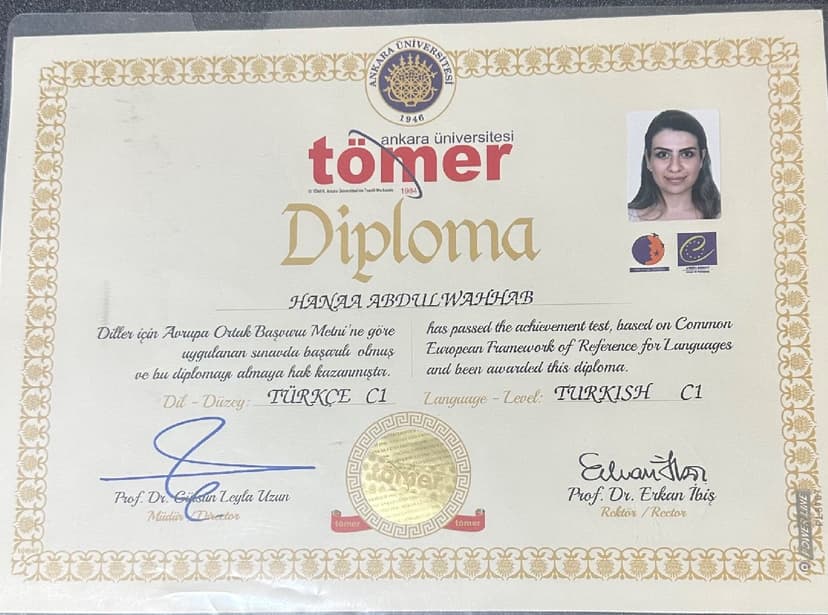 ANKARA ÜNİVERSİTESİ
1946
ankara üniversitesi
tömer
1984
Diploma
HANAA ABDULWAHHAB
Diller için Avrupa Ortak Başvuru Metni'ne göre
uygulanan sınavda başarılı olmuş
ve bu diplomayı almaya hak kazanmıştır.
Dil - Düzey: TÜRKÇE C1
has passed the achievement test, based on Common
European Framework of Reference for Languages
and been awarded this diploma.
Language - Level: TURKISH C1
tömer
tömer
tömer
Prof. Dr. Gülsün Leyla Uzun
Müdür / Director
Prof. Dr. Erkan İbiş
Rektör / Rector